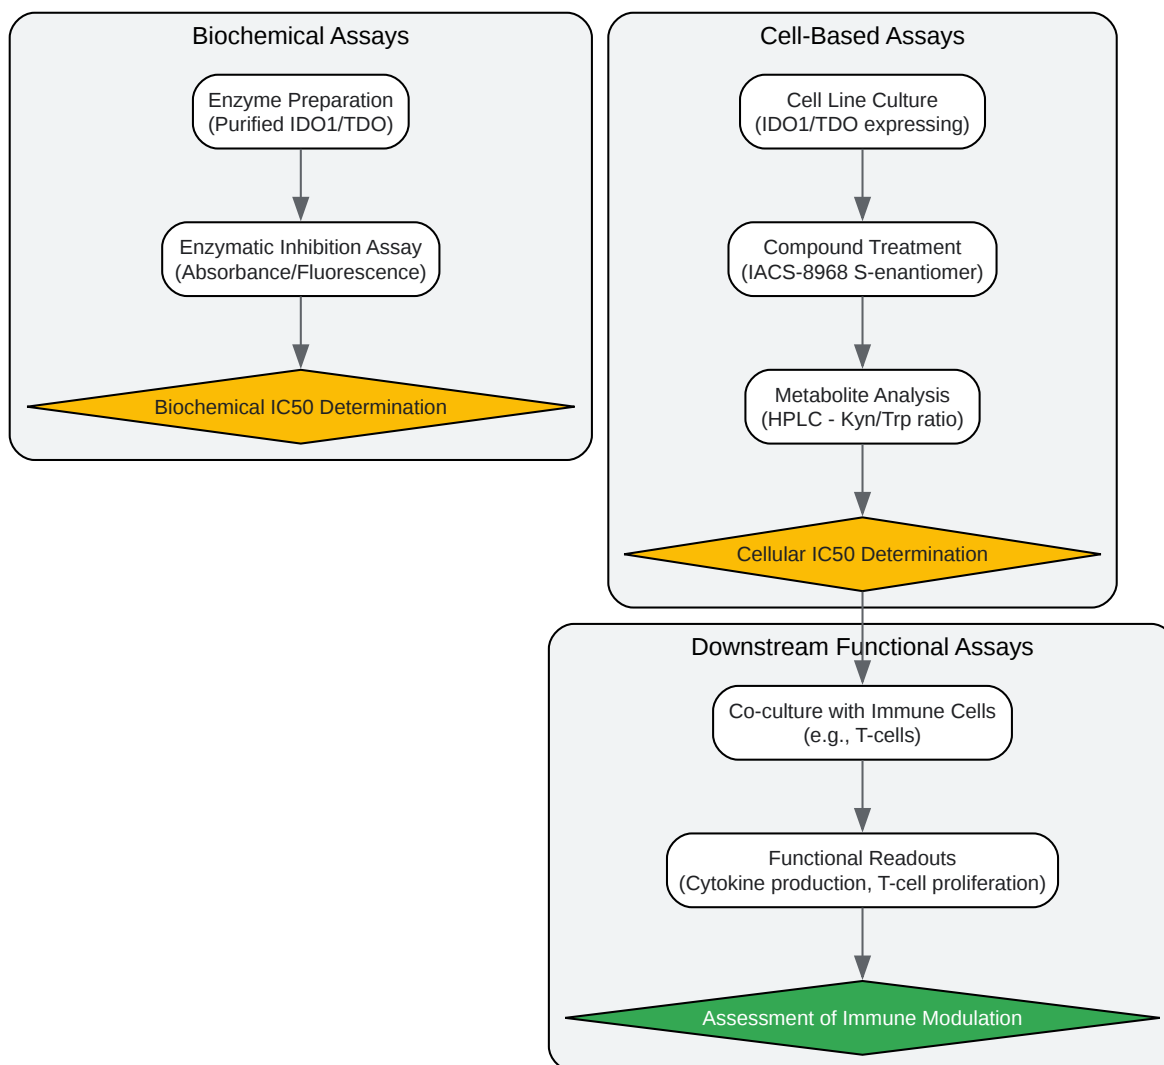 Biochemical Assays
Enzyme Preparation
(Purified IDO1/TDO)
Enzymatic Inhibition Assay
(Absorbance/Fluorescence)
Biochemical IC50 Determination
Cell-Based Assays
Cell Line Culture
(IDO1/TDO expressing)
Compound Treatment
(IACS-8968 S-enantiomer)
Metabolite Analysis
(HPLC - Kyn/Trp ratio)
Cellular IC50 Determination
Downstream Functional Assays
Co-culture with Immune Cells
(e.g., T-cells)
Functional Readouts
(Cytokine production, T-cell proliferation)
Assessment of Immune Modulation